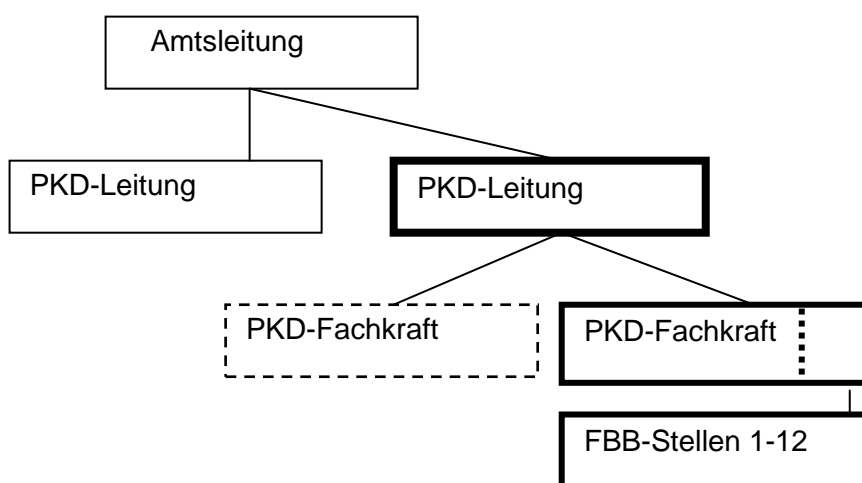 Amtsleitung
PKD-Leitung
PKD-Leitung
PKD-Fachkraft
PKD-Fachkraft
FBB-Stellen 1-12